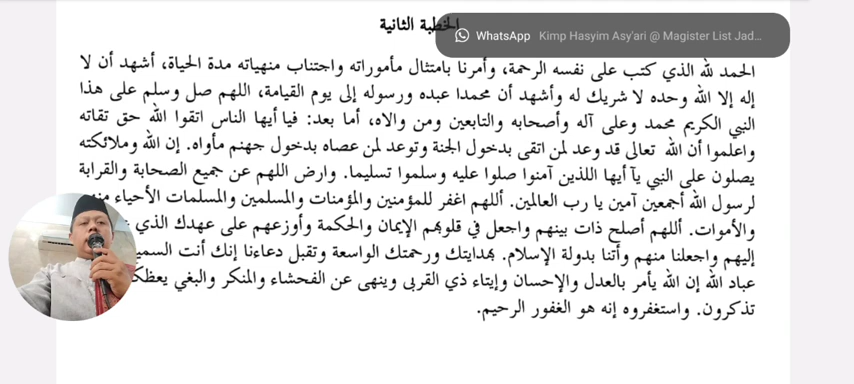 الخطبة الثانية
WhatsApp Kimp Hasyim Asy'ari @ Magister List Jad...
الحمد لله الذي كتب على نفسه الرحمة، وأمرنا بامتثال مأموراته واجتناب منهياته مدة الحياة، أشهد أن لا
إله إلا الله وحده لا شريك له وأشهد أن محمدا عبده ورسوله إلى يوم القيامة، اللهم صل وسلم على هذا
النبي الكريم محمد وعلى آله وأصحابه والتابعين ومن والاه، أما بعد: فيا أيها الناس اتقوا الله حق تقاته
واعلموا أن الله تعالى قد وعد لمن اتقى بدخول الجنة وتوعد لمن عصاه بدخول جهنم مأواه. إن الله وملائكته
يصلون على النبي يآ أيها اللذين آمنوا صلوا عليه وسلموا تسليما. وارض اللهم عن جميع الصحابة والقرابة
لرسول الله أجمعين آمين يا رب العالمين. أللهم اغفر للمؤمنين والمؤمنات والمسلمين والمسلمات الأحياء منهم
والأموات. أللهم أصلح ذات بينهم واجعل في قلوبهم الإيمان والحكمة وأوزعهم على عهدك الذي
إليهم واجعلنا منهم وأتنا بدولة الإسلام. بهدايتك ورحمتك الواسعة وتقبل دعاءنا إنك أنت
عباد الله إن الله يأمر بالعدل والإحسان وإيتاء ذي القربى وينهى عن الفحشاء والمنكر والبغي
تذكرون. واستغفروه إنه هو الغفور الرحيم.